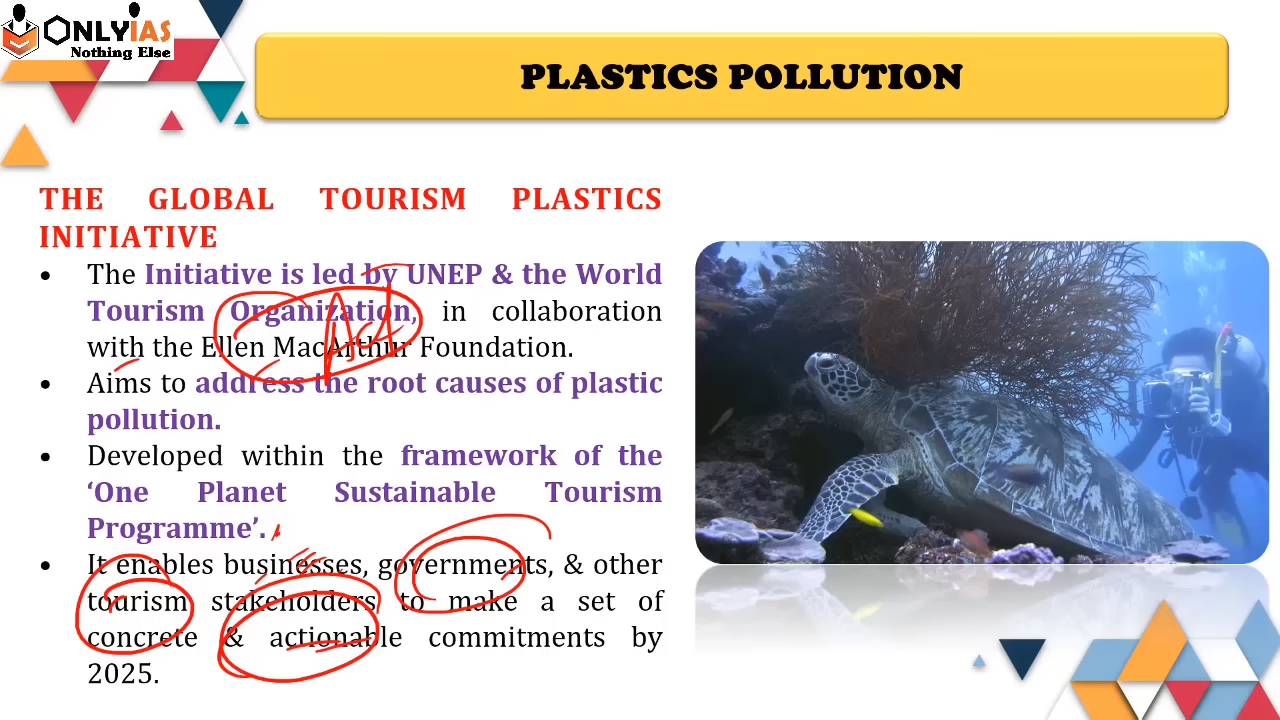 ONLYIAS
Nothing Else
PLASTICS POLLUTION
THE GLOBAL TOURISM PLASTICS
INITIATIVE
• The Initiative is led by UNEP & the World
Tourism Organization, in collaboration
with the Ellen MacArthur Foundation.
• Aims to address the root causes of plastic
pollution.
• Developed within the framework of the
‘One Planet Sustainable Tourism
Programme’.
• It enables businesses, governments, & other
tourism stakeholders to make a set of
concrete & actionable commitments by
2025.